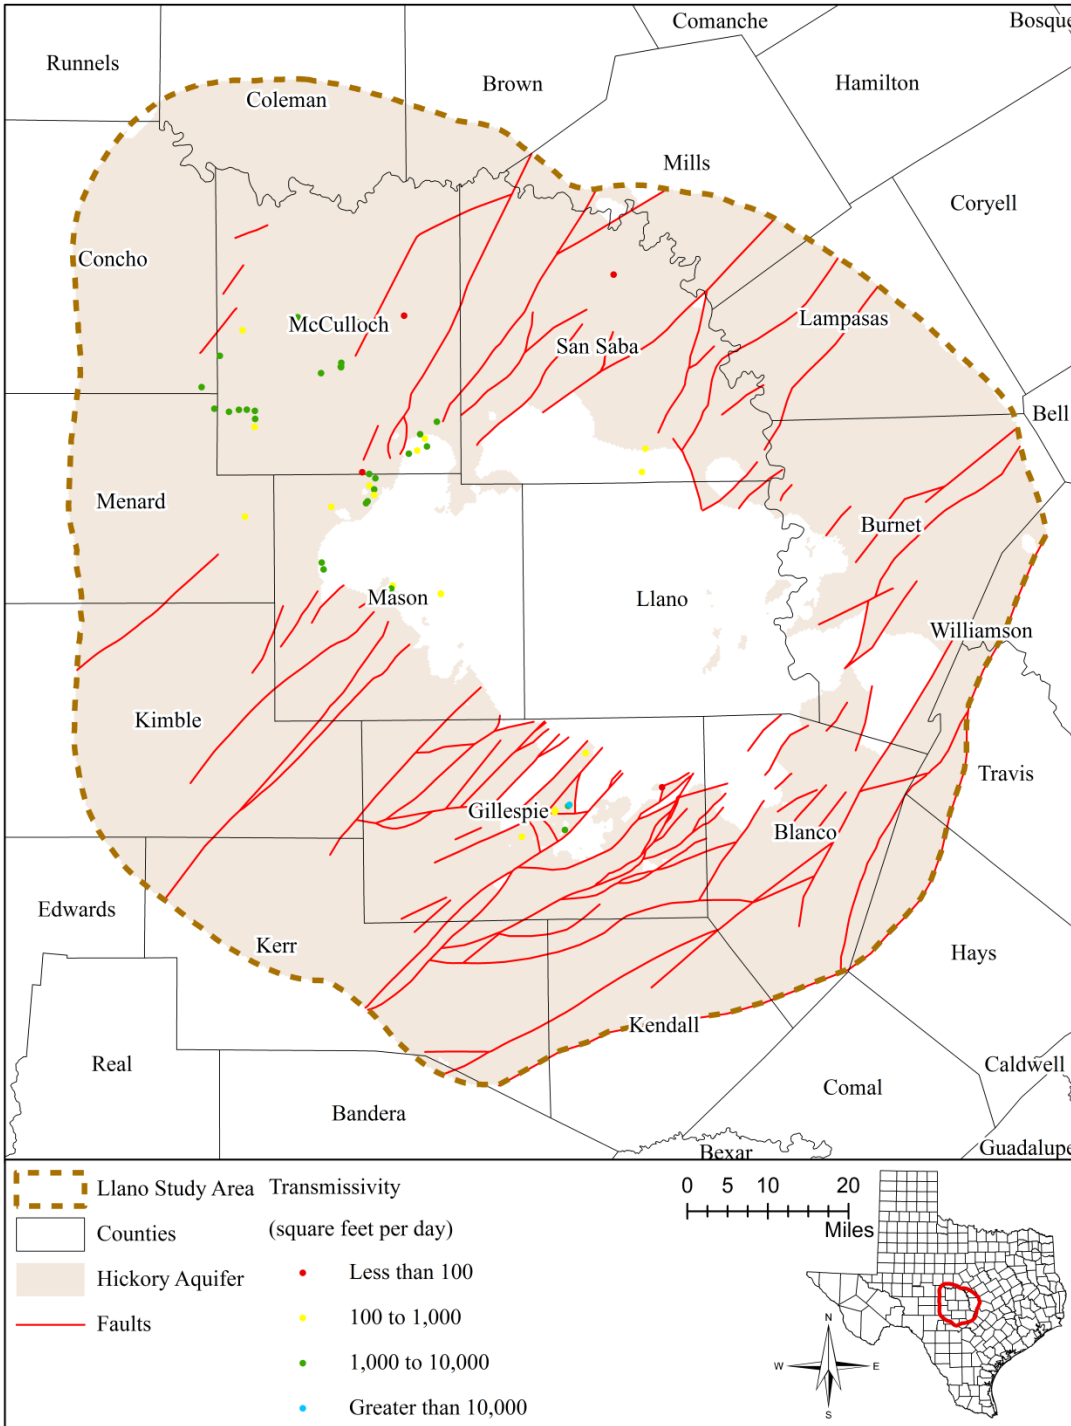 Comanche
Bosque
Runnels
Brown
Hamilton
Coleman
Mills
Coryell
Concho
McCulloch
San Saba
Lampasas
Bell
Menard
Burnet
Mason
Llano
Williamson
Kimble
Travis
Gillespie
Blanco
Edwards
Kerr
Hays
Kendall
Real
Caldwell
Comal
Bandera
Bexar
Guadalupe
Llano Study Area
Counties
Hickory Aquifer
Faults
Transmissivity
(square feet per day)
Less than 100
100 to 1,000
1,000 to 10,000
Greater than 10,000
0 5 10 20
Miles
N
W E
S